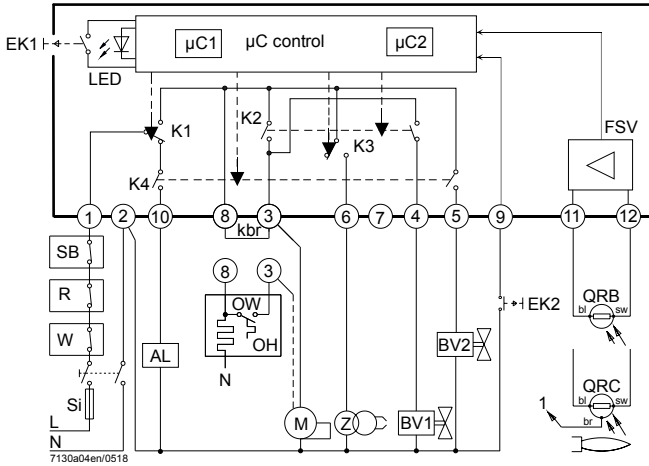 EK1
LED
µC1
µC control
µC2
K1
K2
K3
K4
FSV
1
2
10
8
kbr
3
6
7
4
5
9
11
12
SB
R
W
Si
L
N
8
3
OW
OH
N
AL
M
Z
BV1
BV2
EK2
QRB
bl
sw
QRC
bl
sw
br
1
7130a04en/0518